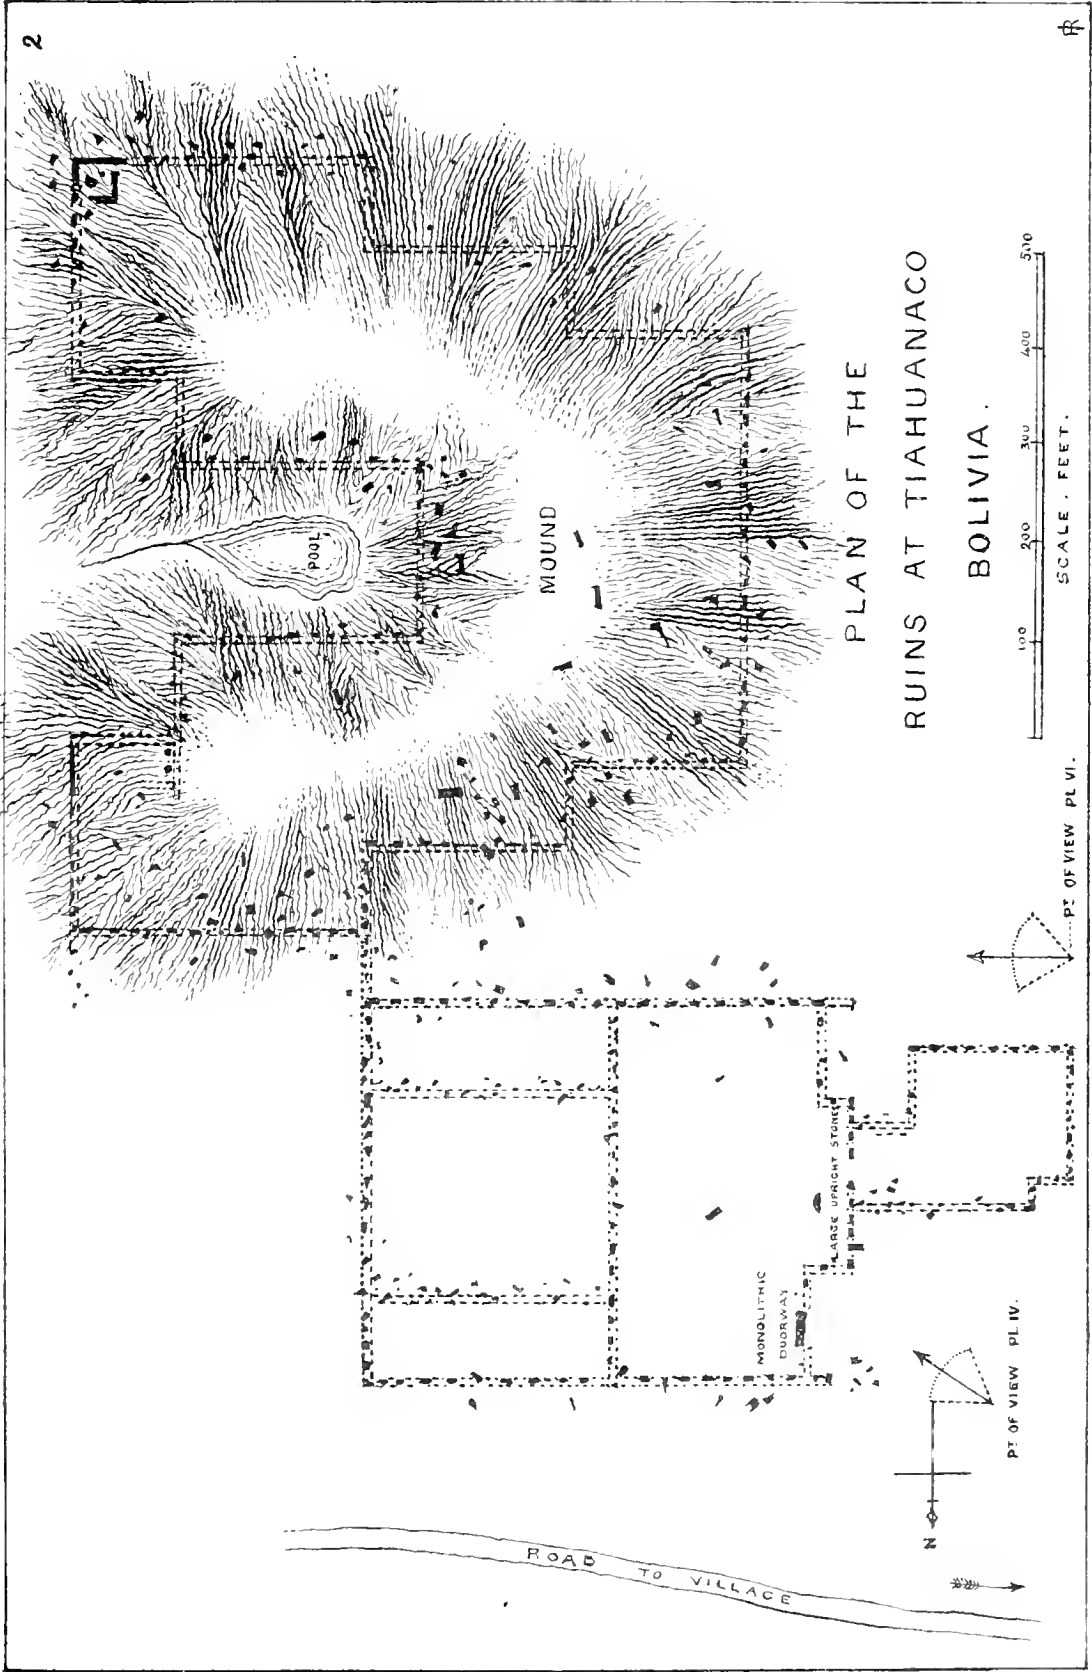 2
POOL
MOUND
PLAN OF THE
RUINS AT TIAHUANACO
BOLIVIA.
100 200 300 400 500
SCALE. FEET.
LARGE UPRIGHT STONES
MONOLITHIC
DOORWAY
PT OF VIEW PL VI.
PT OF VIEW PL IV.
N
ROAD TO VILLAGE